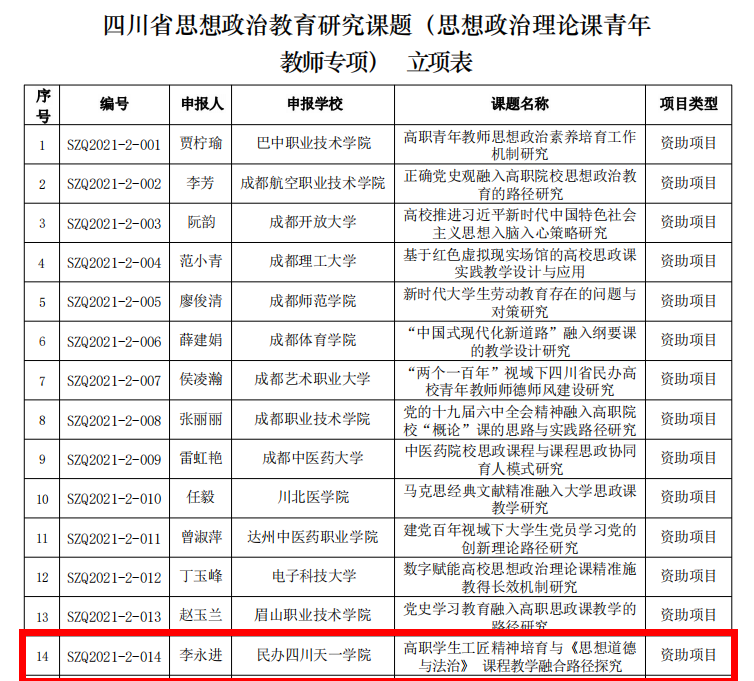 四川省思想政治教育研究课题（思想政治理论课青年
教师专项） 立项表
序号 编号 申报人 申报学校 课题名称 项目类型
1 SZQ2021-2-001 贾柠瑜 巴中职业技术学院 高职青年教师思想政治素养培育工作
机制研究 资助项目
2 SZQ2021-2-002 李芳 成都航空职业技术学院 正确党史观融入高职院校思想政治教
育的路径研究 资助项目
3 SZQ2021-2-003 阮韵 成都开放大学 高校推进习近平新时代中国特色社会
主义思想入脑入心策略研究 资助项目
4 SZQ2021-2-004 范小青 成都理工大学 基于红色虚拟现实场馆的高校思政课
实践教学设计与应用 资助项目
5 SZQ2021-2-005 廖俊清 成都师范学院 新时代大学生劳动教育存在的问题与
对策研究 资助项目
6 SZQ2021-2-006 薛建娟 成都体育学院 “中国式现代化新道路”融入纲要课
的教学设计研究 资助项目
7 SZQ2021-2-007 侯凌瀚 成都艺术职业大学 “两个一百年”视域下四川省民办高
校青年教师师德师风建设研究 资助项目
8 SZQ2021-2-008 张丽丽 成都职业技术学院 党的十九届六中全会精神融入高职院
校“概论”课的思路与实践路径研究 资助项目
9 SZQ2021-2-009 雷虹艳 成都中医药大学 中医药院校思政课程与课程思政协同
育人模式研究 资助项目
10 SZQ2021-2-010 任毅 川北医学院 马克思经典文献精准融入大学思政课
教学研究 资助项目
11 SZQ2021-2-011 曾淑萍 达州中医药职业学院 建党百年视域下大学生党员学习党的
创新理论路径研究 资助项目
12 SZQ2021-2-012 丁玉峰 电子科技大学 数字赋能高校思想政治理论课精准施
教得长效机制研究 资助项目
13 SZQ2021-2-013 赵玉兰 眉山职业技术学院 党史学习教育融入高职思政课教学的
路径研究 资助项目
14 SZQ2021-2-014 李永进 民办四川天一学院 高职学生工匠精神培育与《思想道德
与法治》 课程教学融合路径探究 资助项目